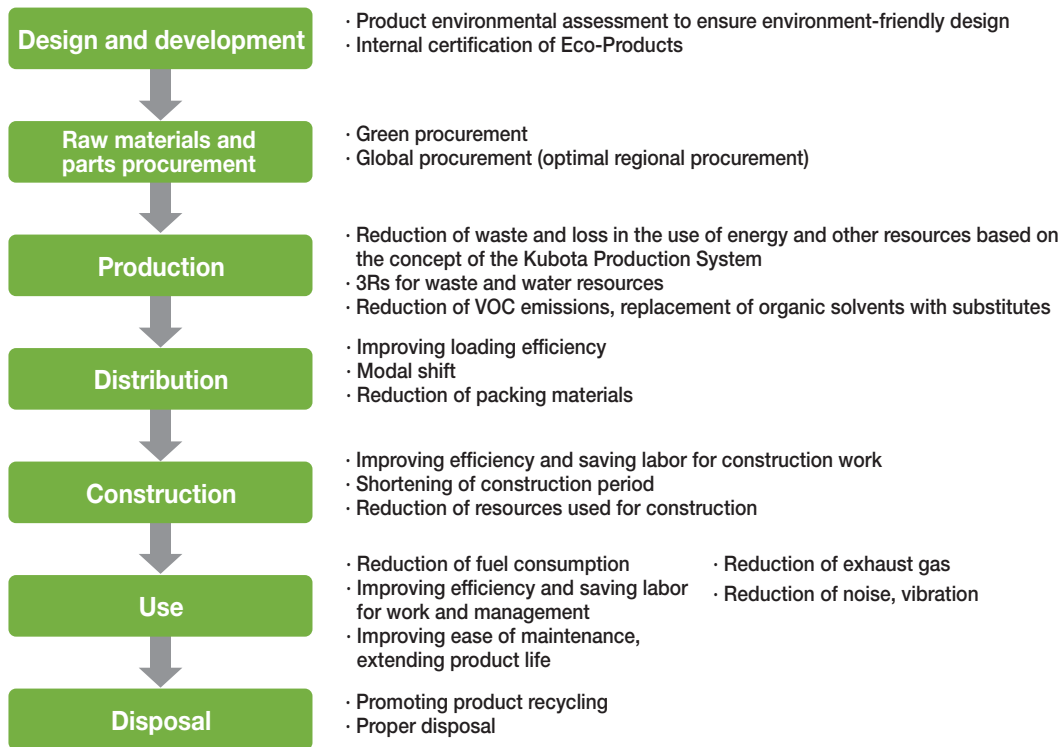 Design and development
· Product environmental assessment to ensure environment-friendly design
· Internal certification of Eco-Products
Raw materials and
parts procurement
· Green procurement
· Global procurement (optimal regional procurement)
Production
· Reduction of waste and loss in the use of energy and other resources based on
the concept of the Kubota Production System
· 3Rs for waste and water resources
· Reduction of VOC emissions, replacement of organic solvents with substitutes
Distribution
· Improving loading efficiency
· Modal shift
· Reduction of packing materials
Construction
· Improving efficiency and saving labor for construction work
· Shortening of construction period
· Reduction of resources used for construction
Use
· Reduction of fuel consumption
· Improving efficiency and saving labor
for work and management
· Improving ease of maintenance,
extending product life
· Reduction of exhaust gas
· Reduction of noise, vibration
Disposal
· Promoting product recycling
· Proper disposal